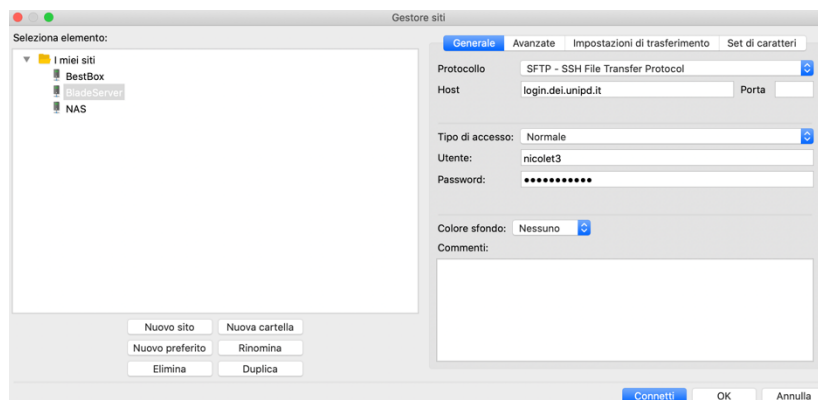 Gestore siti
Seleziona elemento:
I miei siti
BestBox
BladeServer
NAS
Nuovo sito
Nuova cartella
Nuovo preferito
Rinomina
Elimina
Duplica
Generale
Avanzate
Impostazioni di trasferimento
Set di caratteri
Protocollo
SFTP - SSH File Transfer Protocol
Host
login.dei.unipd.it
Porta
Tipo di accesso:
Normale
Utente:
nicolet3
Password:
●●●●●●●●●●●
Colore sfondo:
Nessuno
Commenti:
Connetti
OK
Annulla